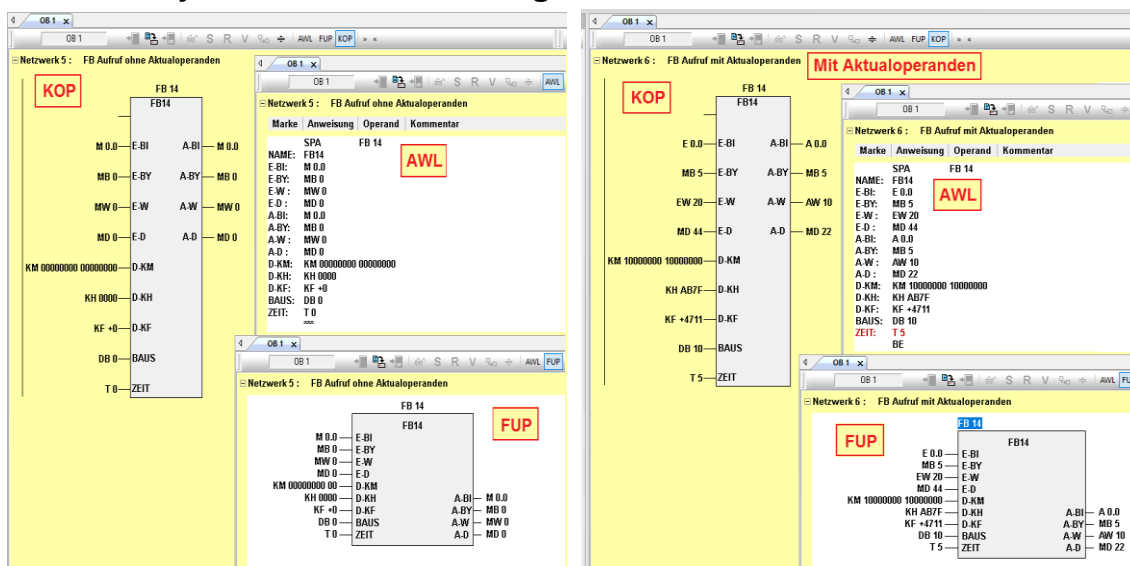 OB 1 x
OB 1 S R V AWL FUP KOP » «
Netzwerk 5 : FB Aufruf ohne Aktualoperanden
KOP
FB 14
FB14
M 0.0 E-BI A-BI M 0.0
MB 0 E-BY A-BY MB 0
MW 0 E-W A-W MW 0
MD 0 E-D A-D MD 0
KM 00000000 00000000 D-KM
KH 0000 D-KH
KF +0 D-KF
DB 0 BAUS
T 0 ZEIT
OB 1 x
OB 1 S R V AWL
Netzwerk 5 : FB Aufruf ohne Aktualoperanden
Marke Anweisung Operand Kommentar
SPA FB 14
AWL
NAME: FB14
E-BI: M 0.0
E-BY: MB 0
E-W : MW 0
E-D : MD 0
A-BI: M 0.0
A-BY: MB 0
A-W : MW 0
A-D : MD 0
D-KM: KM 00000000 00000000
D-KH: KH 0000
D-KF: KF +0
BAUS: DB 0
ZEIT: T 0
***
OB 1 x
OB 1 S R V AWL FUP
Netzwerk 5 : FB Aufruf ohne Aktualoperanden
FUP
FB 14
FB14
M 0.0 E-BI
MB 0 E-BY
MW 0 E-W
MD 0 E-D
KM 00000000 00 D-KM
KH 0000 D-KH A-BI M 0.0
KF +0 D-KF A-BY MB 0
DB 0 BAUS A-W MW 0
T 0 ZEIT A-D MD 0
OB 1 x
OB 1 S R V AWL FUP KOP » «
Netzwerk 6 : FB Aufruf mit Aktualoperanden
Mit Aktualoperanden
KOP
FB 14
FB14
E 0.0 E-BI A-BI A 0.0
MB 5 E-BY A-BY MB 5
EW 20 E-W A-W AW 10
MD 44 E-D A-D MD 22
KM 10000000 10000000 D-KM
KH AB7F D-KH
KF +4711 D-KF
DB 10 BAUS
T 5 ZEIT
OB 1 x
OB 1 S R V
Netzwerk 6 : FB Aufruf mit Aktualoperanden
Marke Anweisung Operand Kommentar
SPA FB 14
AWL
NAME: FB14
E-BI: E 0.0
E-BY: MB 5
E-W : EW 20
E-D : MD 44
A-BI: A 0.0
A-BY: MB 5
A-W : AW 10
A-D : MD 22
D-KM: KM 10000000 10000000
D-KH: KH AB7F
D-KF: KF +4711
BAUS: DB 10
ZEIT: T 5
BE
OB 1 x
OB 1 S R V AWL
Netzwerk 6 : FB Aufruf mit Aktualoperanden
FUP
FB 14
FB14
E 0.0 E-BI
MB 5 E-BY
EW 20 E-W
MD 44 E-D
KM 10000000 10000000 D-KM
KH AB7F D-KH A-BI A 0.0
KF +4711 D-KF A-BY MB 5
DB 10 BAUS A-W AW 10
T 5 ZEIT A-D MD 22